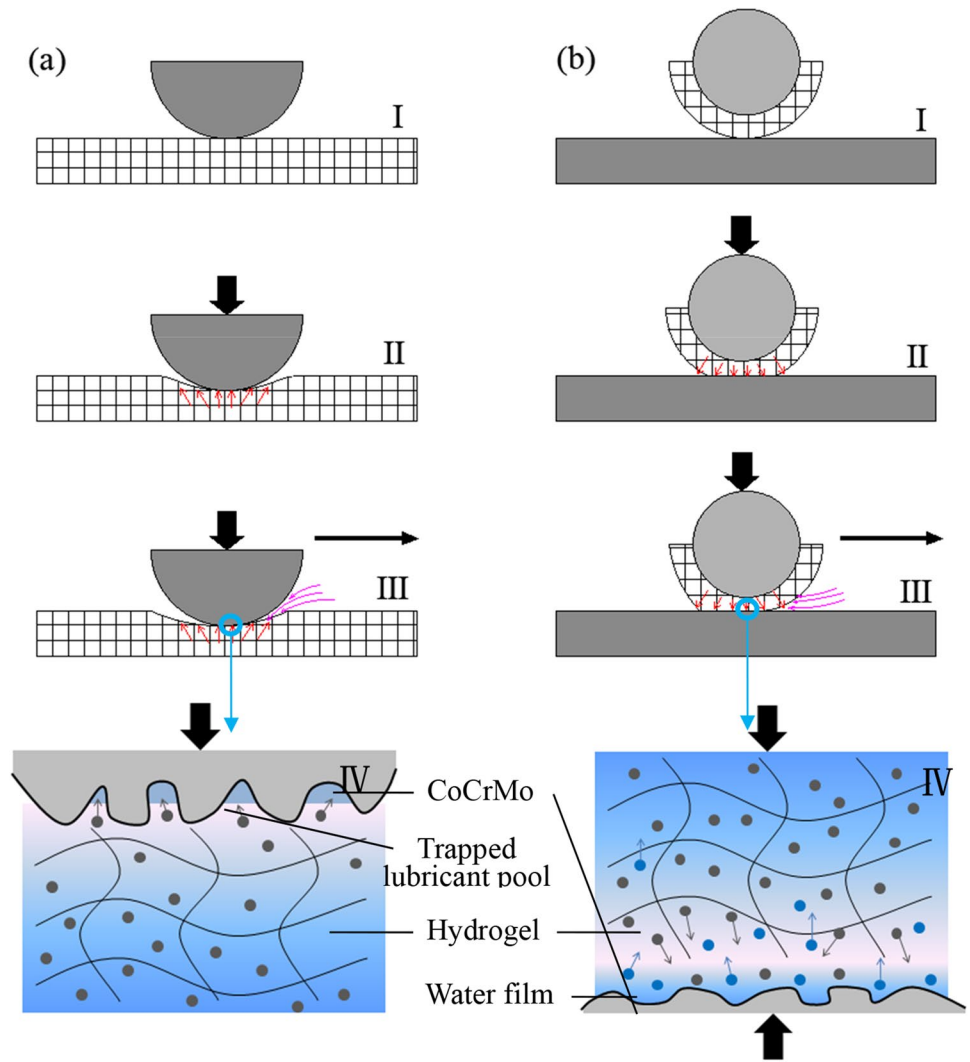 (a)
(b)
I
I
II
II
III
III
IV
IV
CoCrMo
Trapped
lubricant pool
Hydrogel
Water film